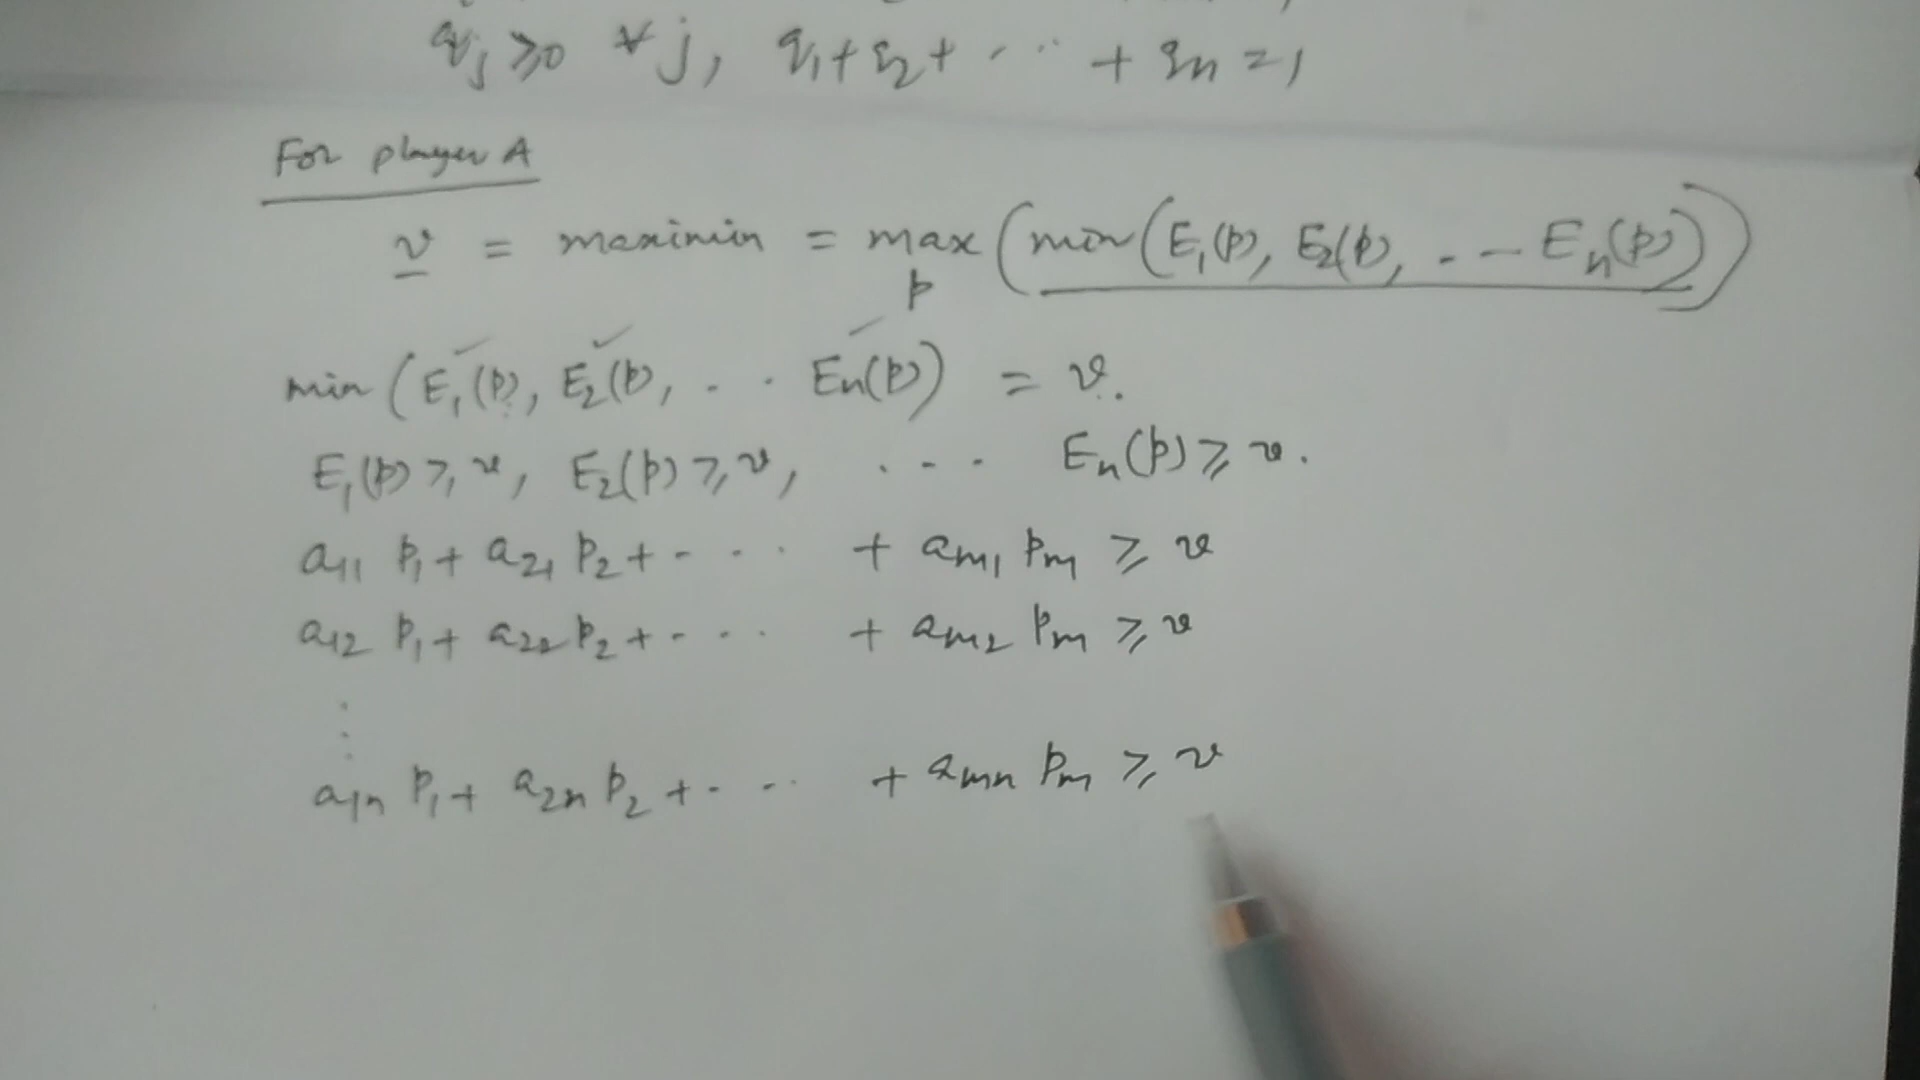 qj ≥ 0 ∀ j, q1 + q2 + ... + qn = 1
For player A
v = maximin = max p (min (E1(p), E2(p), . - - En(p)))
min (E1(p), E2(p), . . En(p)) = v.
E1(p) ≥ v, E2(p) ≥ v, . - - En(p) ≥ v.
a11 p1 + a21 p2 + - . . . + am1 pm ≥ v
a12 p1 + a22 p2 + - . . . + am2 pm ≥ v
⋮
a1n p1 + a2n p2 + - . . . + amn pm ≥ v